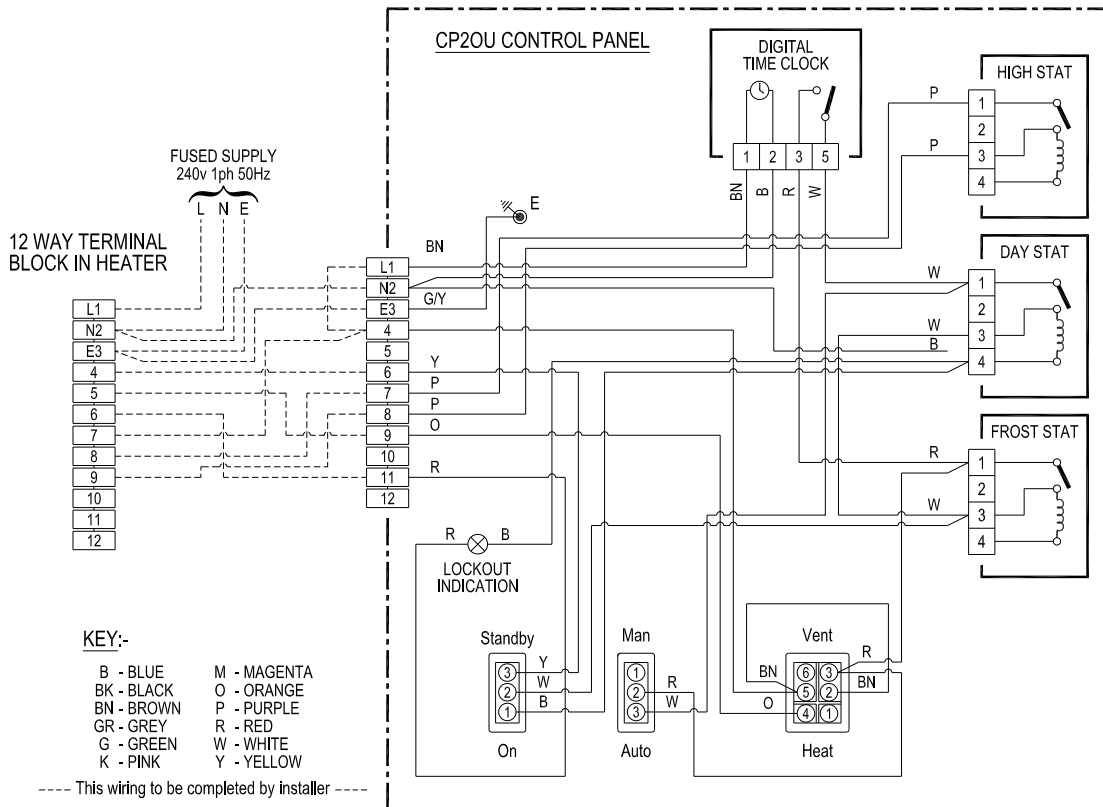 CP2OU CONTROL PANEL
DIGITAL
TIME CLOCK
1 2 3 5
BN B R W
HIGH STAT
P
P
1
2
3
4
FUSED SUPPLY
240v 1ph 50Hz
L N E
12 WAY TERMINAL
BLOCK IN HEATER
L1
N2
E3
4
5
6
7
8
9
10
11
12
E
BN
G/Y
Y
P
P
O
R
L1
N2
E3
4
5
6
7
8
9
10
11
12
DAY STAT
W
W
B
1
2
3
4
FROST STAT
R
W
1
2
3
4
R B
LOCKOUT
INDICATION
Standby
3 Y
2 W
1 B
On
Man
1
2 R
3 W
Auto
Vent
R
BN 6 3
5 2 BN
O 4 1
Heat
KEY:-
B - BLUE
BK - BLACK
BN - BROWN
GR - GREY
G - GREEN
K - PINK
M - MAGENTA
O - ORANGE
P - PURPLE
R - RED
W - WHITE
Y - YELLOW
---- This wiring to be completed by installer ----